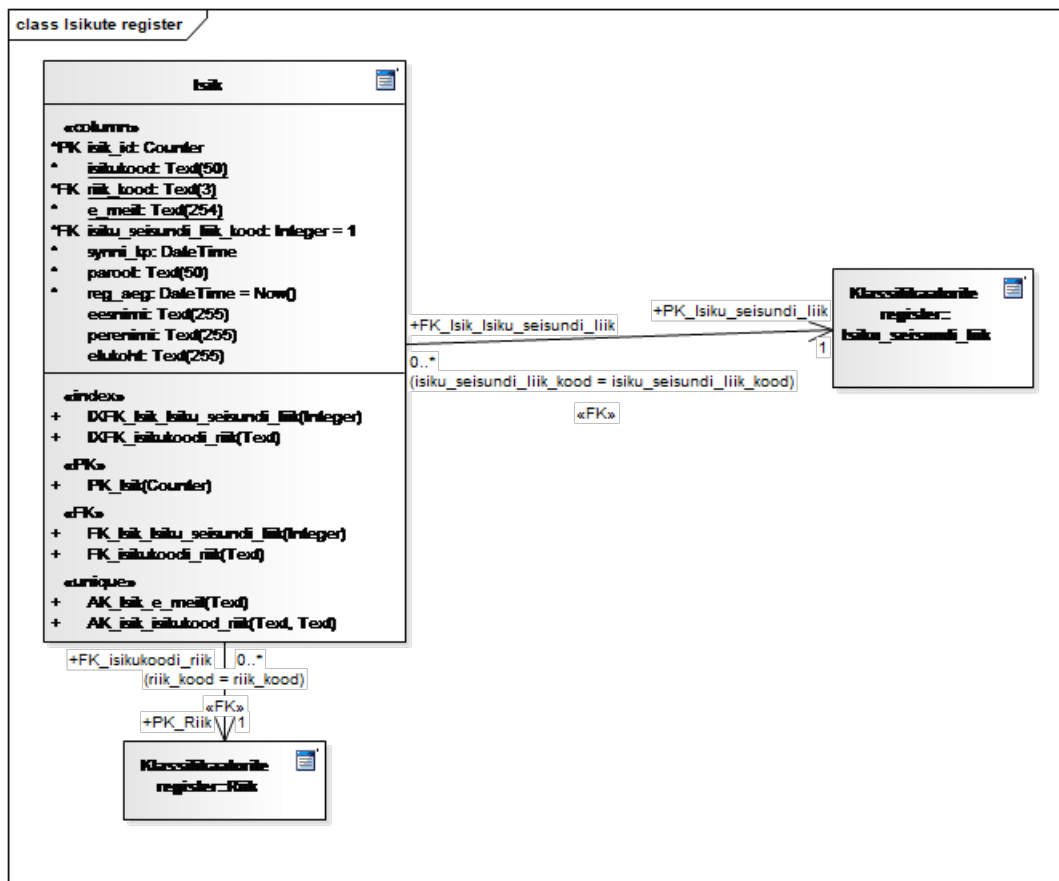 class Isikute register
Isik
«column»
*PK isik_id: Counter
* isikukood: Text(50)
*FK riik_kood: Text(3)
* e_meil: Text(254)
*FK isiku_seisundi_liik_kood: Integer = 1
* synni_kp: DateTime
* parool: Text(50)
* reg_aeg: DateTime = Now()
eesnimi: Text(255)
perenimi: Text(255)
elukoht: Text(255)
«index»
+ IXFK_Isik_Isiku_seisundi_liik(Integer)
+ IXFK_isikukoodi_riik(Text)
«PK»
+ PK_Isik(Counter)
«FK»
+ FK_Isik_Isiku_seisundi_liik(Integer)
+ FK_isikukoodi_riik(Text)
«unique»
+ AK_Isik_e_meil(Text)
+ AK_isik_isikukood_riik(Text, Text)
+FK_Isik_Isiku_seisundi_liik
+PK_Isiku_seisundi_liik
0..*
1
(isiku_seisundi_liik_kood = isiku_seisundi_liik_kood)
«FK»
Klassifikaatorite
register::
Isiku_seisundi_liik
+FK_isikukoodi_riik
0..*
(riik_kood = riik_kood)
«FK»
+PK_Riik
1
Klassifikaatorite
register::Riik